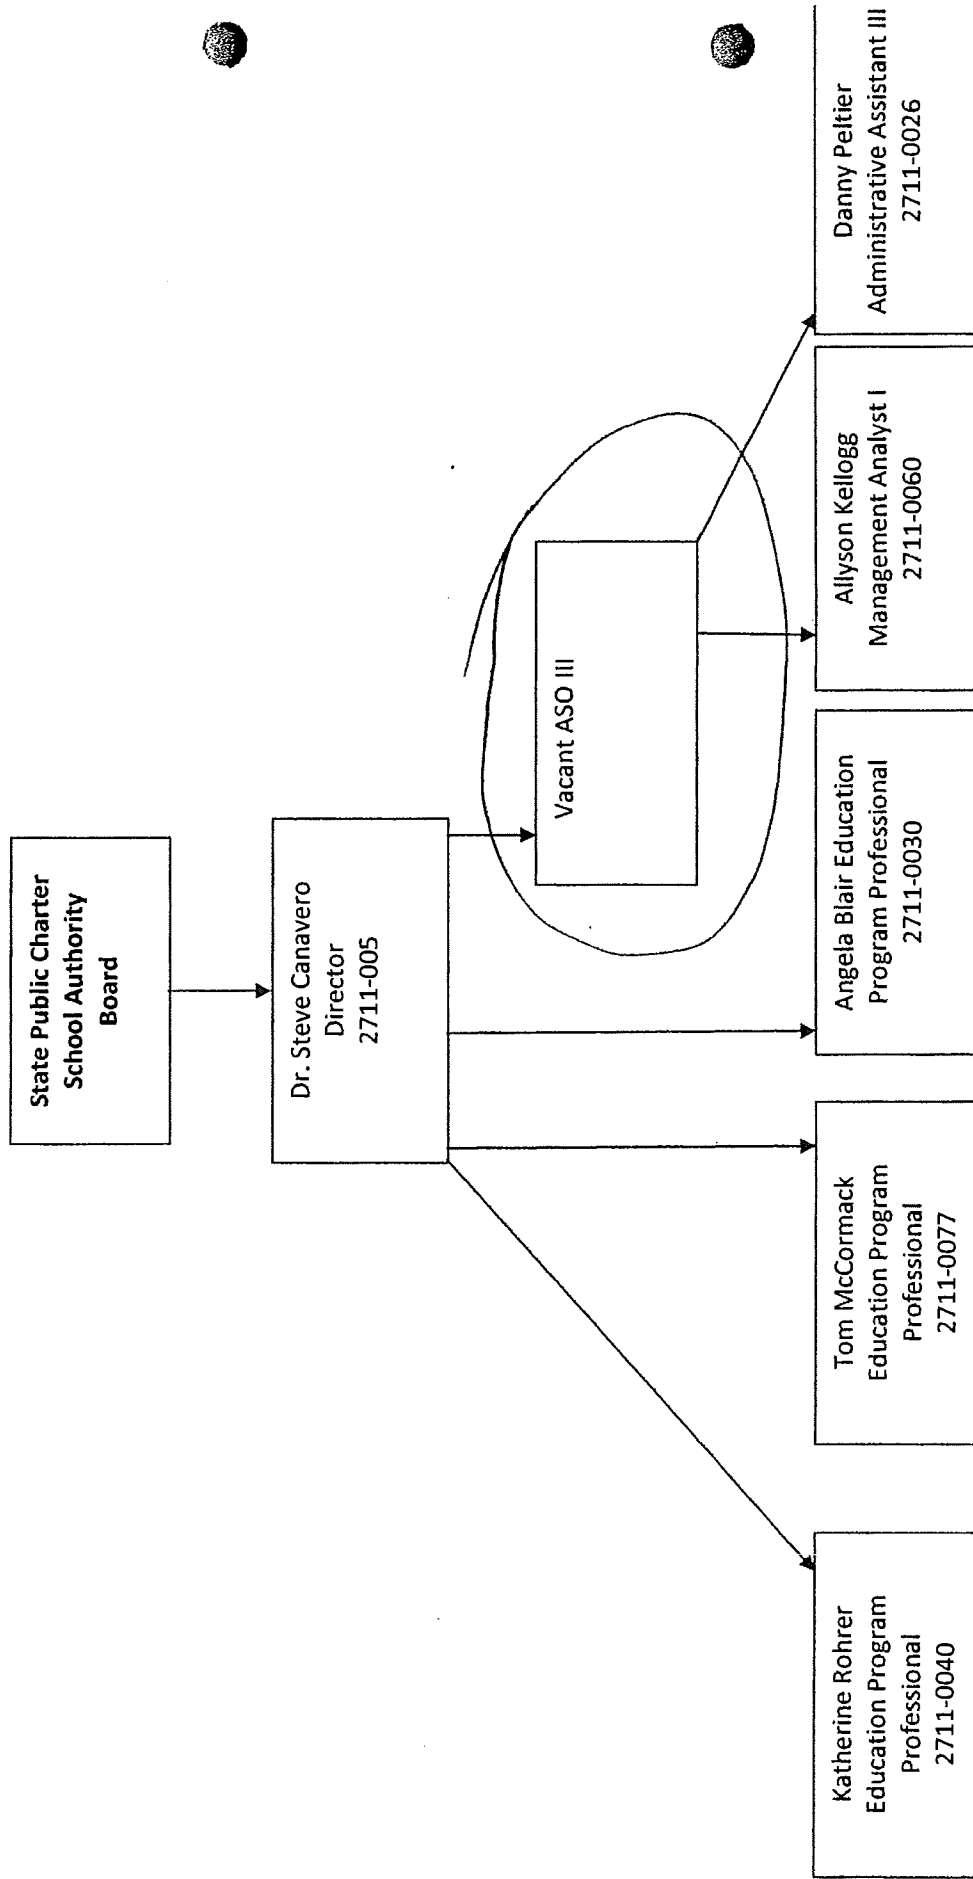 State Public Charter
School Authority
Board
Dr. Steve Canavero
Director
2711-005
Vacant ASO III
Katherine Rohrer
Education Program
Professional
2711-0040
Tom McCormack
Education Program
Professional
2711-0077
Angela Blair Education
Program Professional
2711-0030
Allyson Kellogg
Management Analyst I
2711-0060
Danny Peltier
Administrative Assistant III
2711-0026